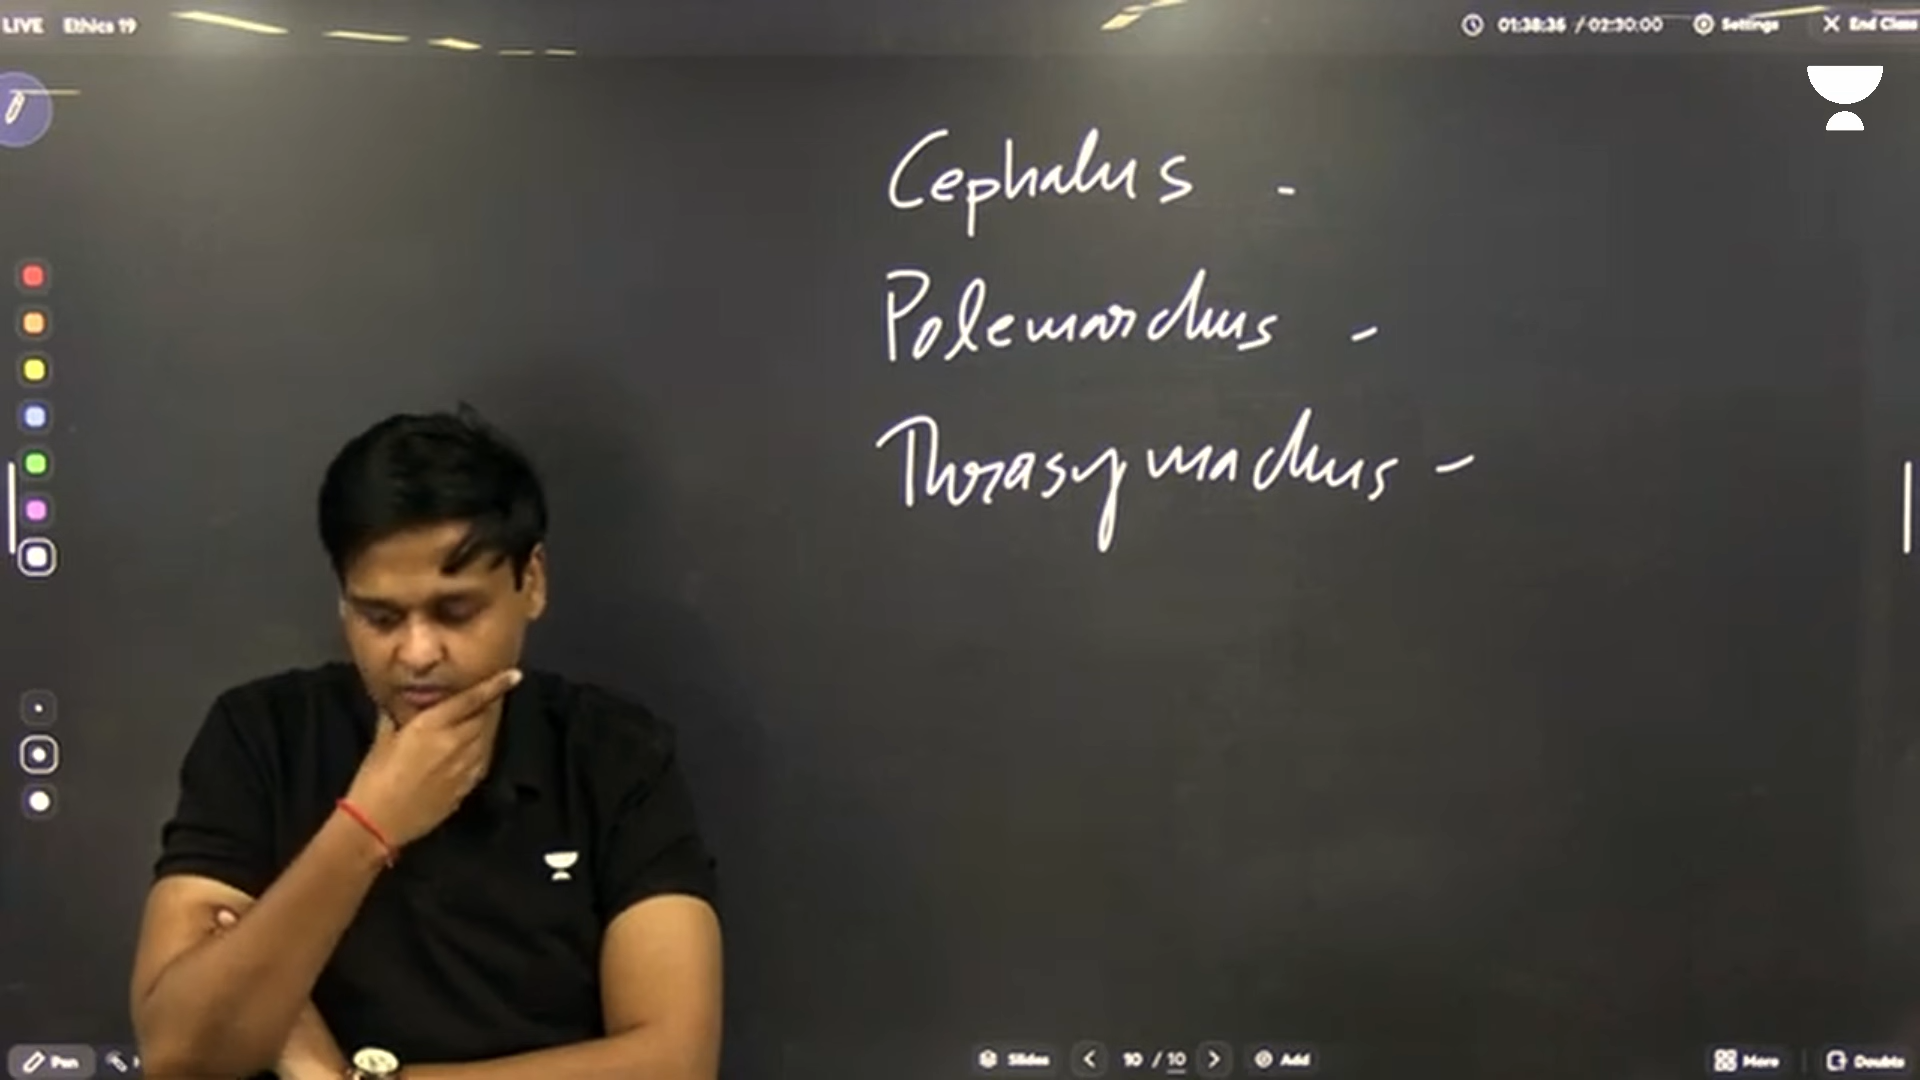 LIVE Ethics 19
01:38:36 / 02:30:00 Settings End Class
Cephalus -
Polemarchus -
Thrasymachus -
Pen
Slides 10 / 10 Add
More Doubts